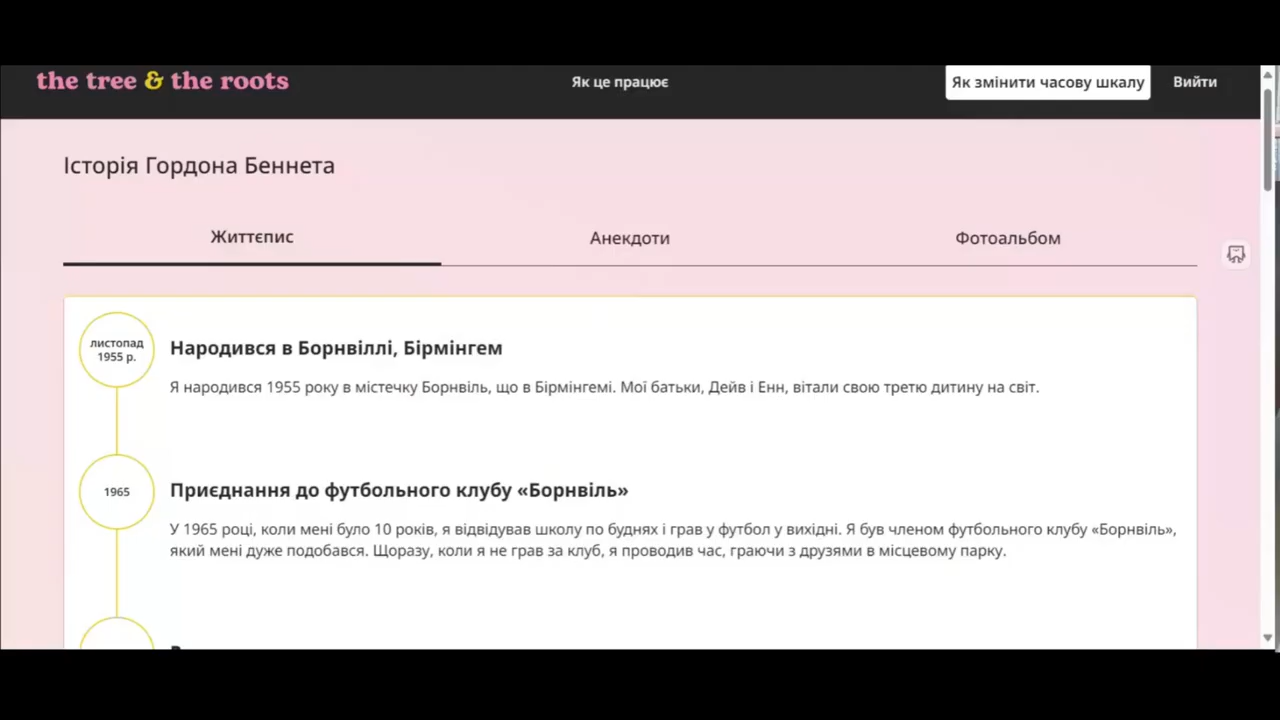 the tree & the roots
Як це працює
Як змінити часову шкалу
Вийти
Історія Гордона Беннета
Життєпис
Анекдоти
Фотоальбом
листопад
1955 р.
Народився в Борнвіллі, Бірмінгем
Я народився 1955 року в містечку Борнвіль, що в Бірмінгемі. Мої батьки, Дейв і Енн, вітали свою третю дитину на світ.
1965
Приєднання до футбольного клубу «Борнвіль»
У 1965 році, коли мені було 10 років, я відвідував школу по буднях і грав у футбол у вихідні. Я був членом футбольного клубу «Борнвіль»,
який мені дуже подобався. Щоразу, коли я не грав за клуб, я проводив час, граючи з друзями в місцевому парку.